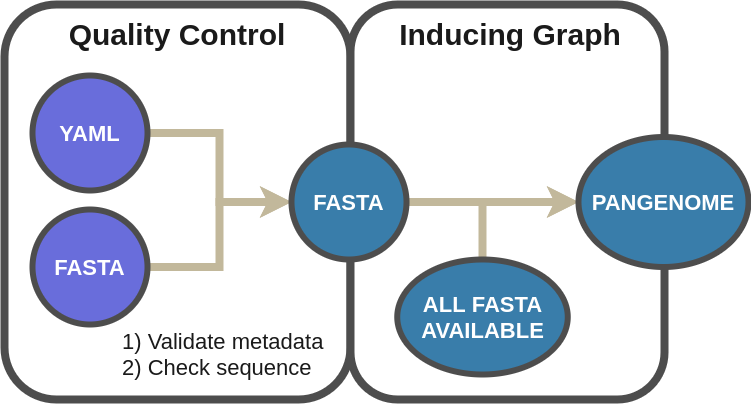 Quality Control
YAML
FASTA
1) Validate metadata
2) Check sequence
FASTA
Inducing Graph
ALL FASTA
AVAILABLE
PANGENOME